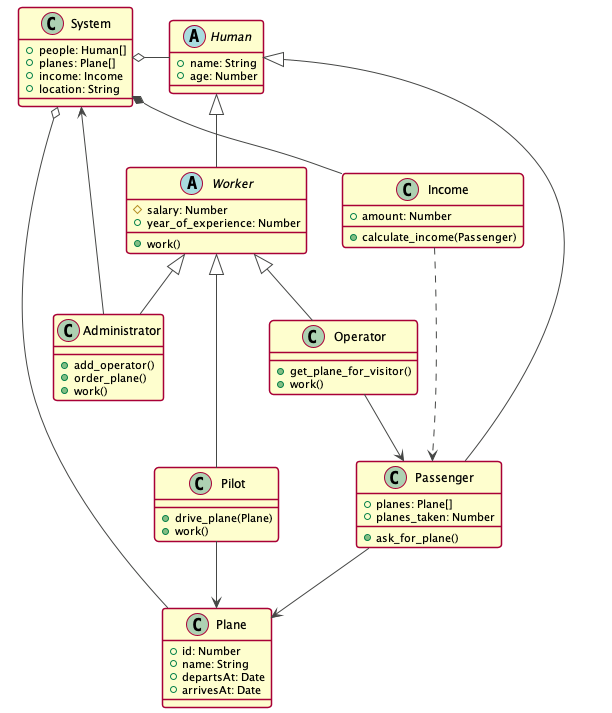 C System
people: Human[]
planes: Plane[]
income: Income
location: String
A Human
name: String
age: Number
A Worker
salary: Number
year_of_experience: Number
work()
C Income
amount: Number
calculate_income(Passenger)
C Administrator
add_operator()
order_plane()
work()
C Operator
get_plane_for_visitor()
work()
C Pilot
drive_plane(Plane)
work()
C Passenger
planes: Plane[]
planes_taken: Number
ask_for_plane()
C Plane
id: Number
name: String
departsAt: Date
arrivesAt: Date